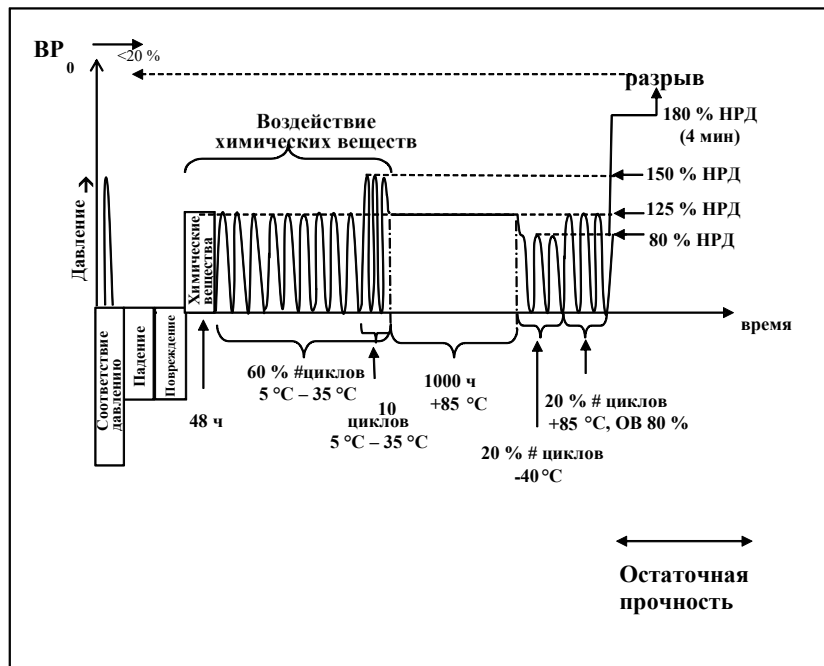 ВР
0
<20 %
разрыв
180 % НРД
(4 мин)
Воздействие
химических веществ
150 % НРД
125 % НРД
80 % НРД
Давление
Химические
вещества
время
Соответствие
давлению
Падение
Повреждение
48 ч
60 % #циклов
5 °C – 35 °C
10
циклов
5 °C – 35 °C
1000 ч
+85 °C
20 % # циклов
+85 °C, ОВ 80 %
20 % # циклов
-40°C
Остаточная
прочность